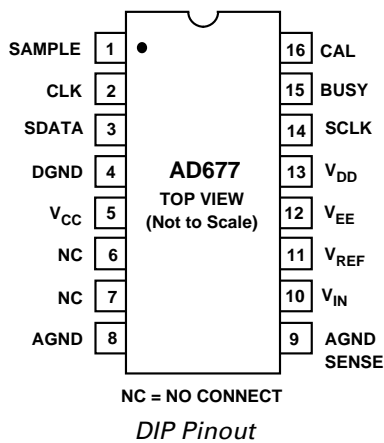 SAMPLE 1 16 CAL
CLK 2 15 BUSY
SDATA 3 14 SCLK
DGND 4 AD677 13 VDD
TOP VIEW
VCC 5 (Not to Scale) 12 VEE
NC 6 11 VREF
NC 7 10 VIN
AGND 8 9 AGND
SENSE
NC = NO CONNECT
DIP Pinout